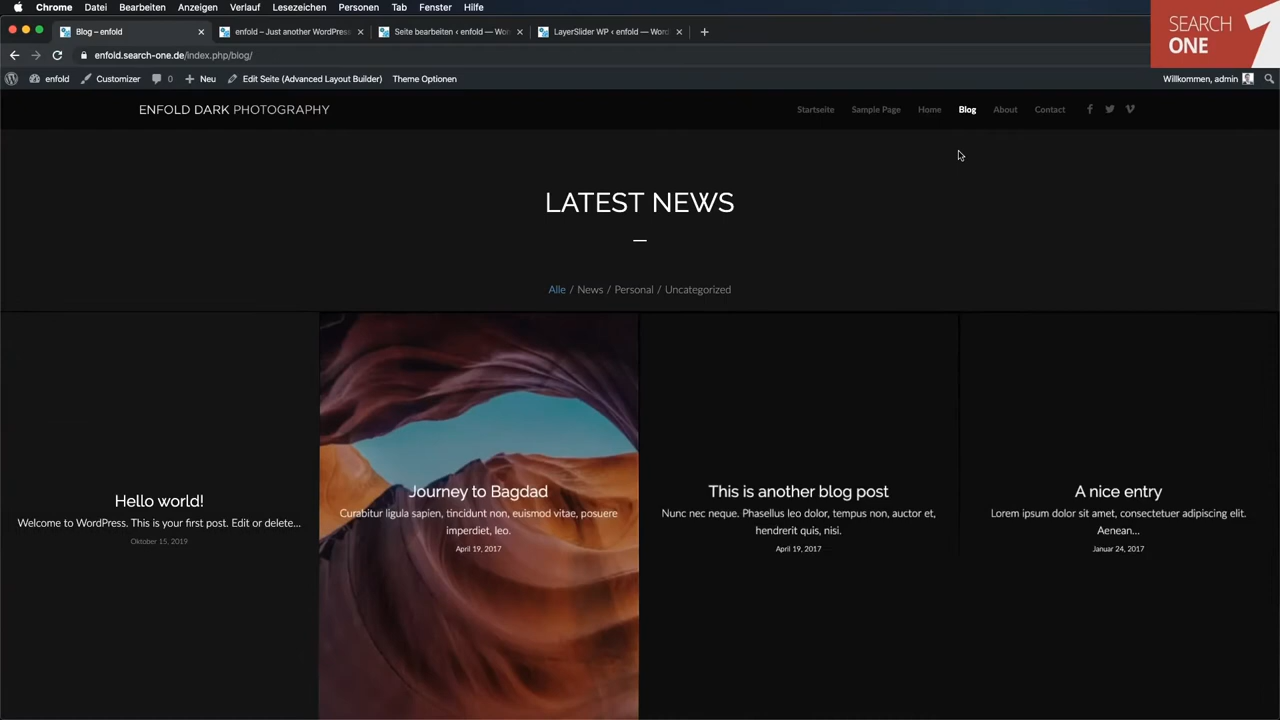 Chrome Datei Bearbeiten Anzeigen Verlauf Lesezeichen Personen Tab Fenster Hilfe
SEARCH
ONE
1
Blog – enfold
enfold – Just another WordPress
Seite bearbeiten ‹ enfold — Wor
LayerSlider WP ‹ enfold — Word
enfold.search-one.de/index.php/blog/
enfold Customizer 0 Neu Edit Seite (Advanced Layout Builder) Theme Optionen Willkommen, admin
ENFOLD DARK PHOTOGRAPHY
Startseite Sample Page Home Blog About Contact
LATEST NEWS
Alle / News / Personal / Uncategorized
Hello world!
Welcome to WordPress. This is your first post. Edit or delete...
Oktober 15, 2019
Journey to Bagdad
Curabitur ligula sapien, tincidunt non, euismod vitae, posuere
imperdiet, leo.
April 19, 2017
This is another blog post
Nunc nec neque. Phasellus leo dolor, tempus non, auctor et,
hendrerit quis, nisi.
April 19, 2017
A nice entry
Lorem ipsum dolor sit amet, consectetuer adipiscing elit.
Aenean...
Januar 24, 2017